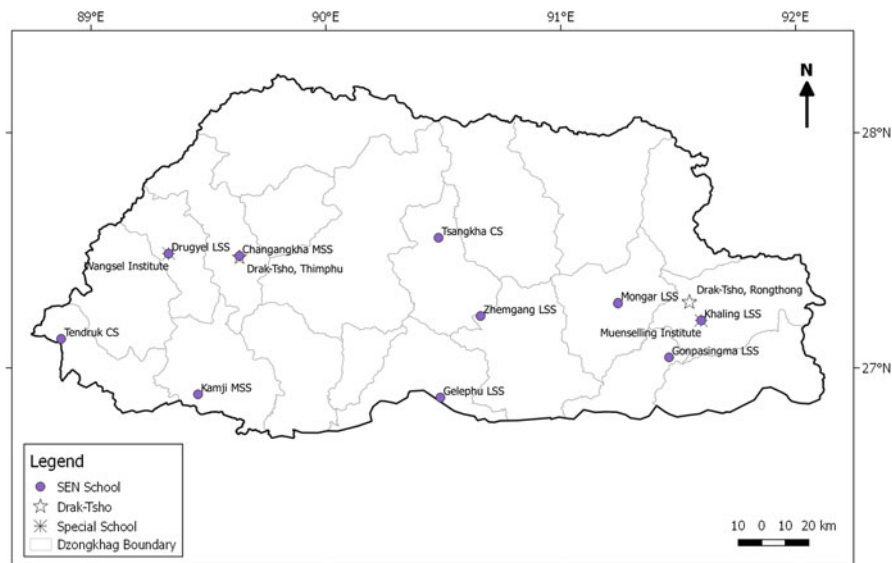 89°E
90°E
91°E
92°E
N
28°N
Tsangkha CS
Drugyel LSS
Changangkha MSS
Wangsel Institute
Drak-Tsho, Thimphu
Drak-Tsho, Rongthong
Mongar LSS
Zhemgang LSS
Khaling LSS
Muenselling Institute
Tendruk CS
Gonpasingma LSS
27°N
Kamji MSS
Gelephu LSS
Legend
SEN School
Drak-Tsho
Special School
Dzongkhag Boundary
10 0 10 20 km